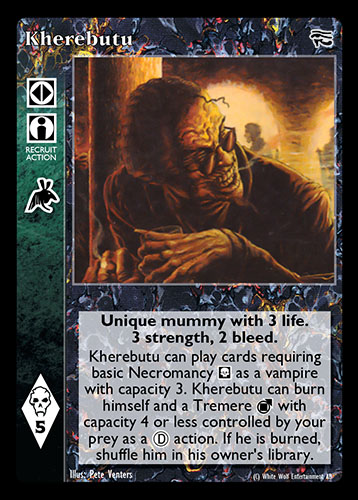 Kherebutu
RECRUIT
ACTION
Unique mummy with 3 life.
3 strength, 2 bleed.
Kherebutu can play cards requiring
basic Necromancy as a vampire
with capacity 3. Kherebutu can burn
himself and a Tremere with
capacity 4 or less controlled by your
prey as a Ⓓ action. If he is burned,
shuffle him in his owner's library.
5
Illus: Pete Venters
(C) White Wolf Entertainment AB